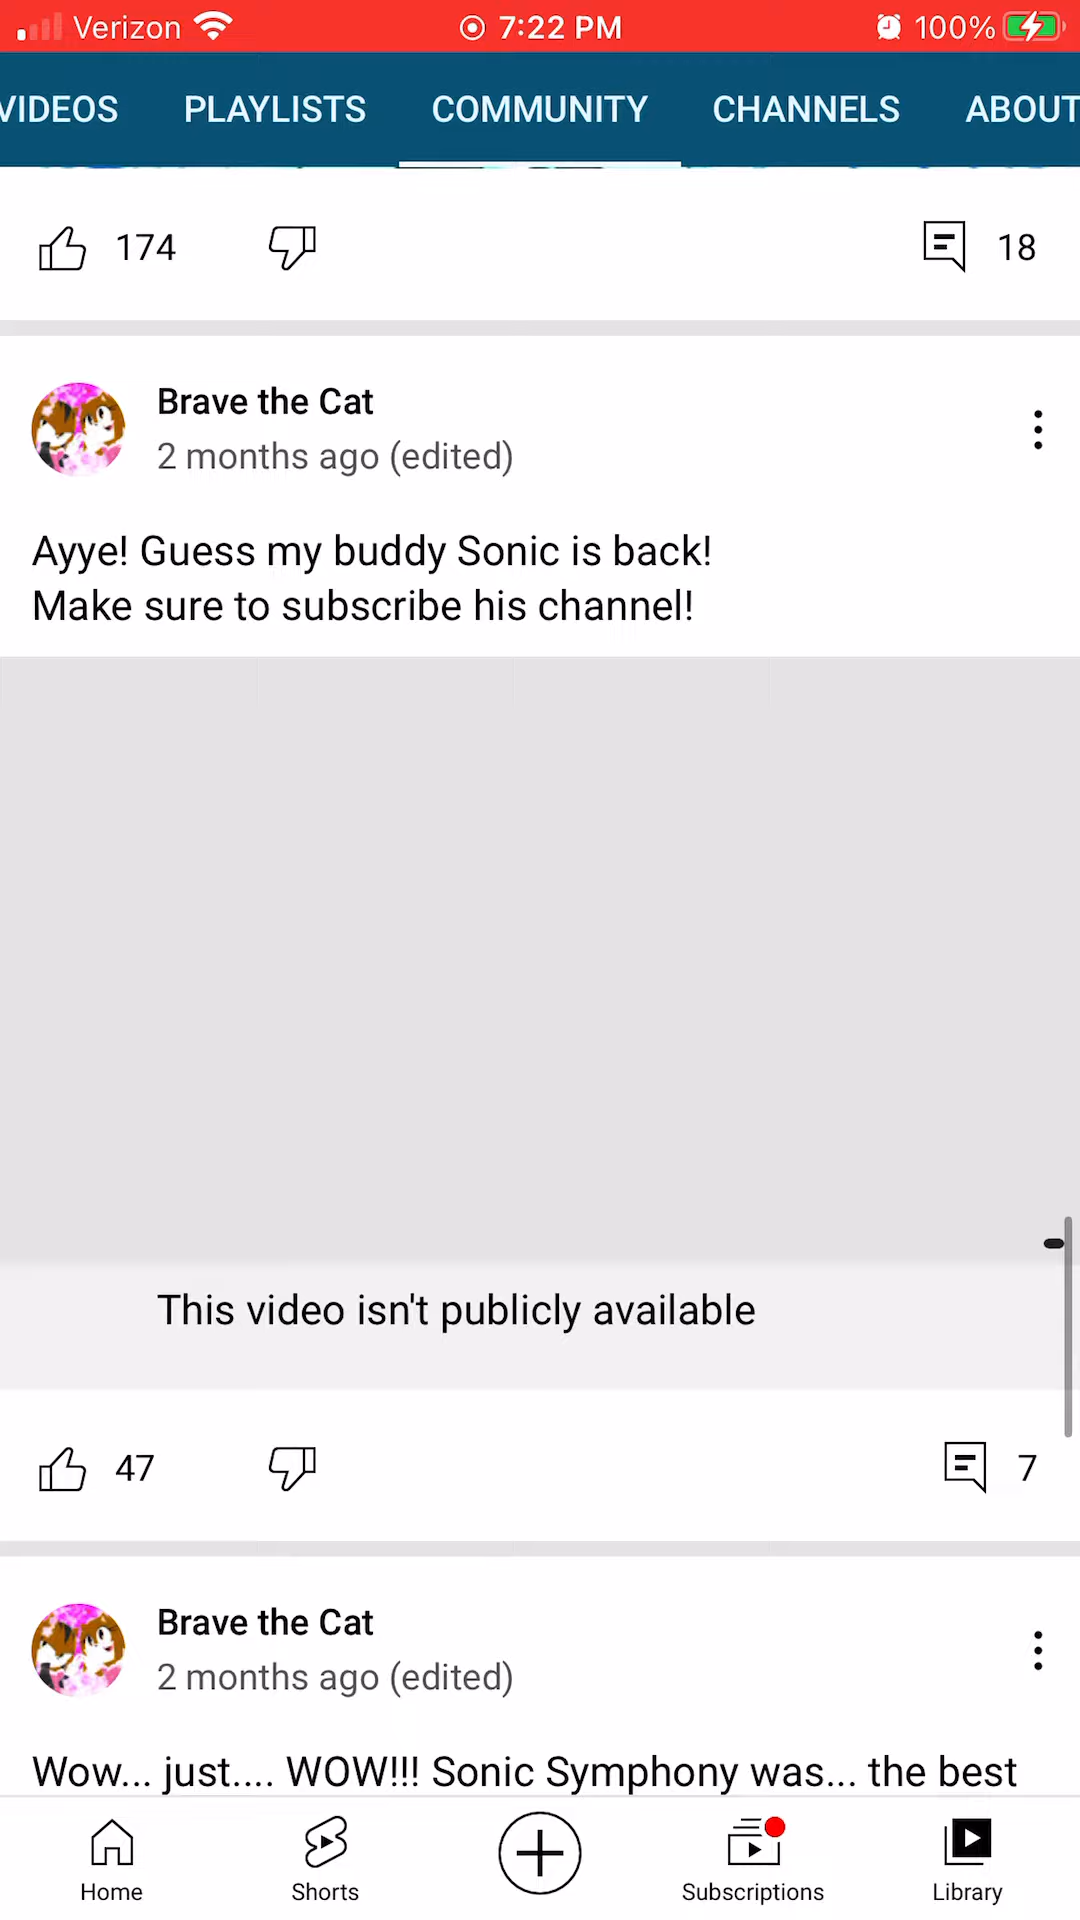 Verizon 7:22 PM 100%
VIDEOS PLAYLISTS COMMUNITY CHANNELS ABOUT
174 18
Brave the Cat
2 months ago (edited)
Ayye! Guess my buddy Sonic is back!
Make sure to subscribe his channel!
This video isn't publicly available
47 7
Brave the Cat
2 months ago (edited)
Wow... just.... WOW!!! Sonic Symphony was... the best
Home Shorts Subscriptions Library